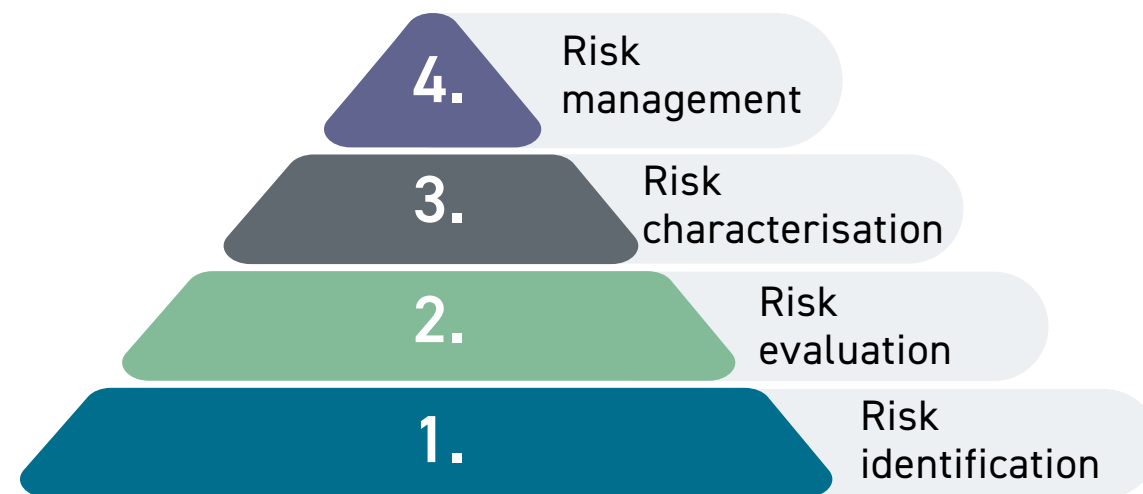 4.
Risk
management
3.
Risk
characterisation
2.
Risk
evaluation
1.
Risk
identification